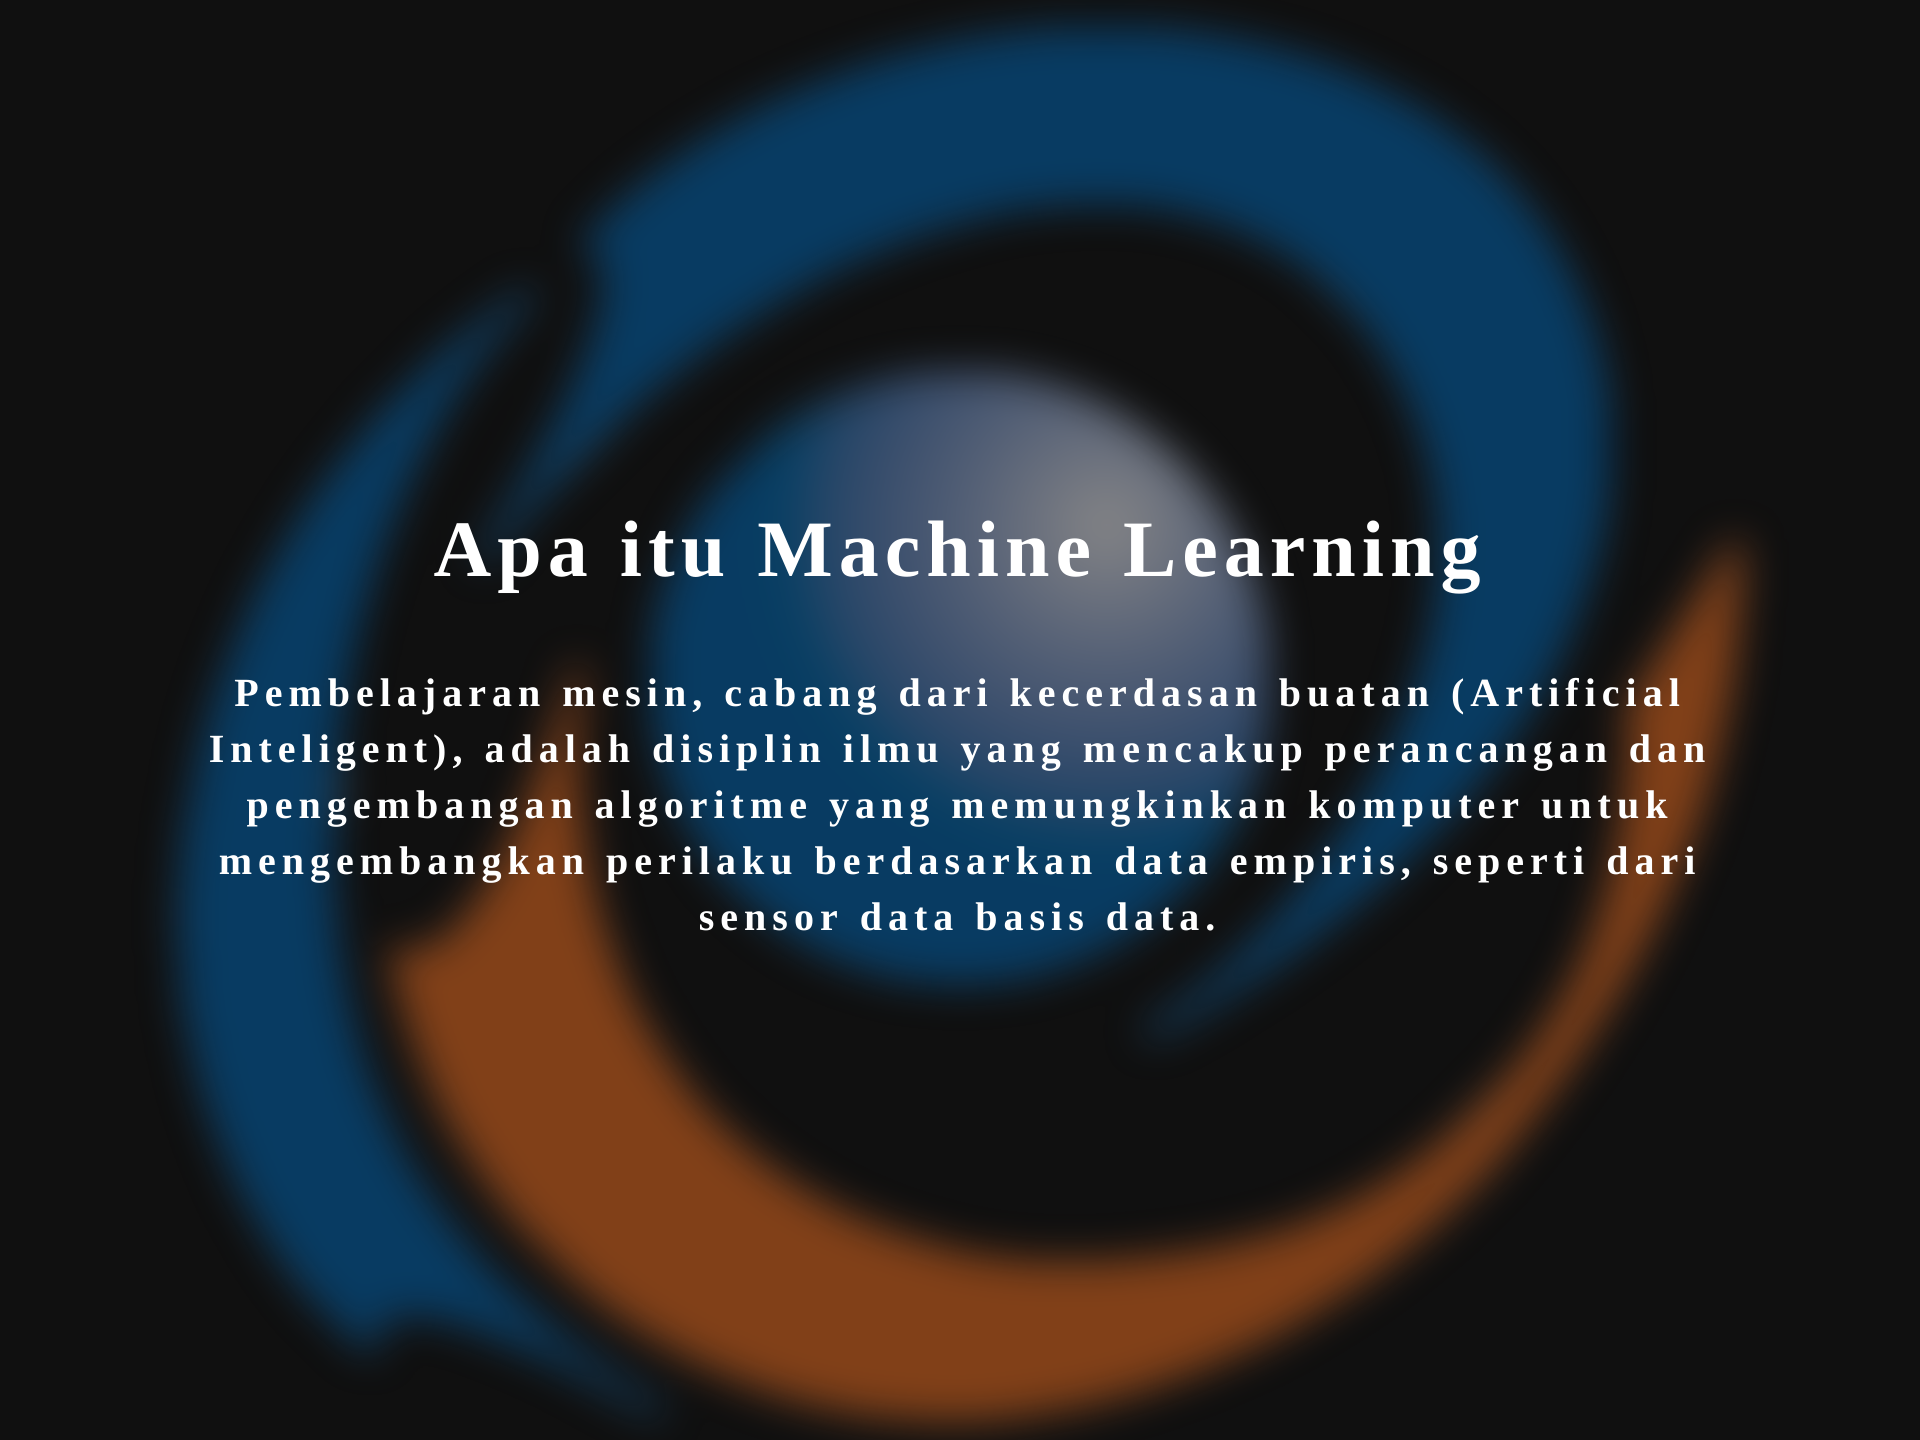 Apa itu Machine Learning
Pembelajaran mesin, cabang dari kecerdasan buatan (Artificial
Inteligent), adalah disiplin ilmu yang mencakup perancangan dan
pengembangan algoritme yang memungkinkan komputer untuk
mengembangkan perilaku berdasarkan data empiris, seperti dari
sensor data basis data.